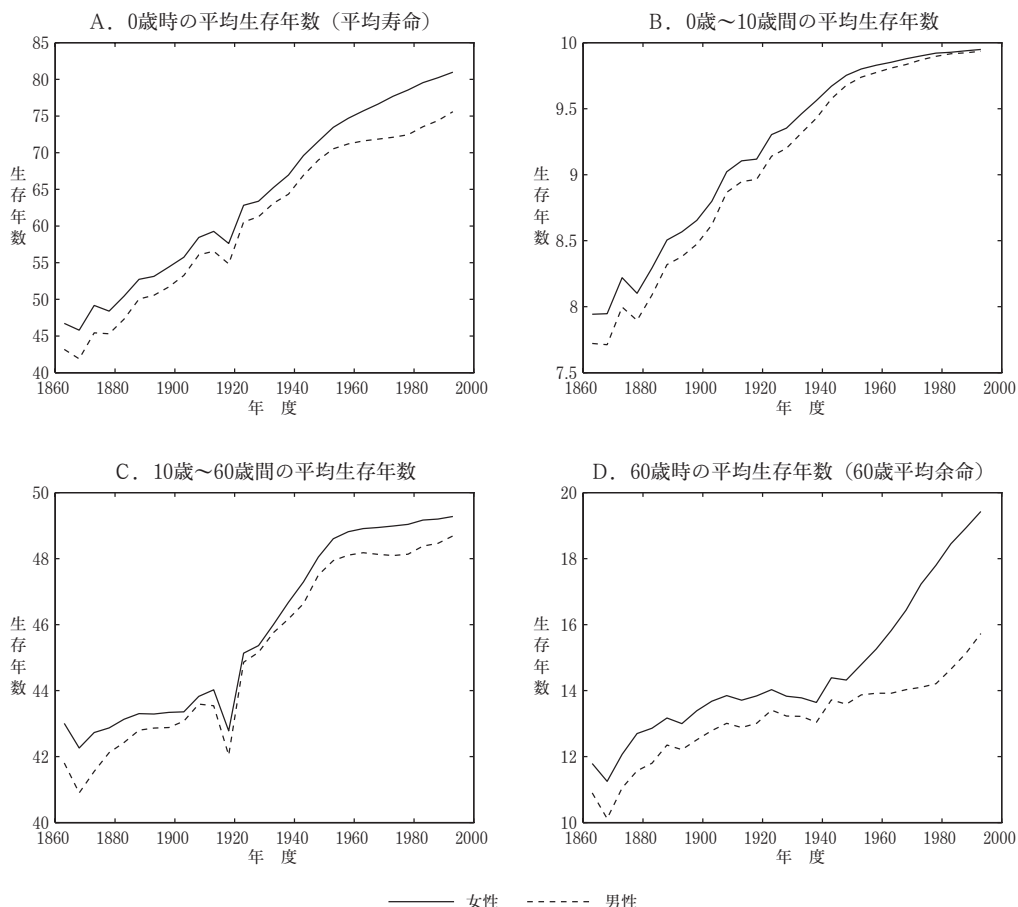 A．0歳時の平均生存年数（平均寿命）
85
80
75
70
65
60
55
50
45
40
生存年数
1860 1880 1900 1920 1940 1960 1980 2000
年 度
B．0歳～10歳間の平均生存年数
10
9.5
9
8.5
8
7.5
生存年数
1860 1880 1900 1920 1940 1960 1980 2000
年 度
C．10歳～60歳間の平均生存年数
50
48
46
44
42
40
生存年数
1860 1880 1900 1920 1940 1960 1980 2000
年 度
D．60歳時の平均生存年数（60歳平均余命）
20
18
16
14
12
10
生存年数
1860 1880 1900 1920 1940 1960 1980 2000
年 度
女性 男性